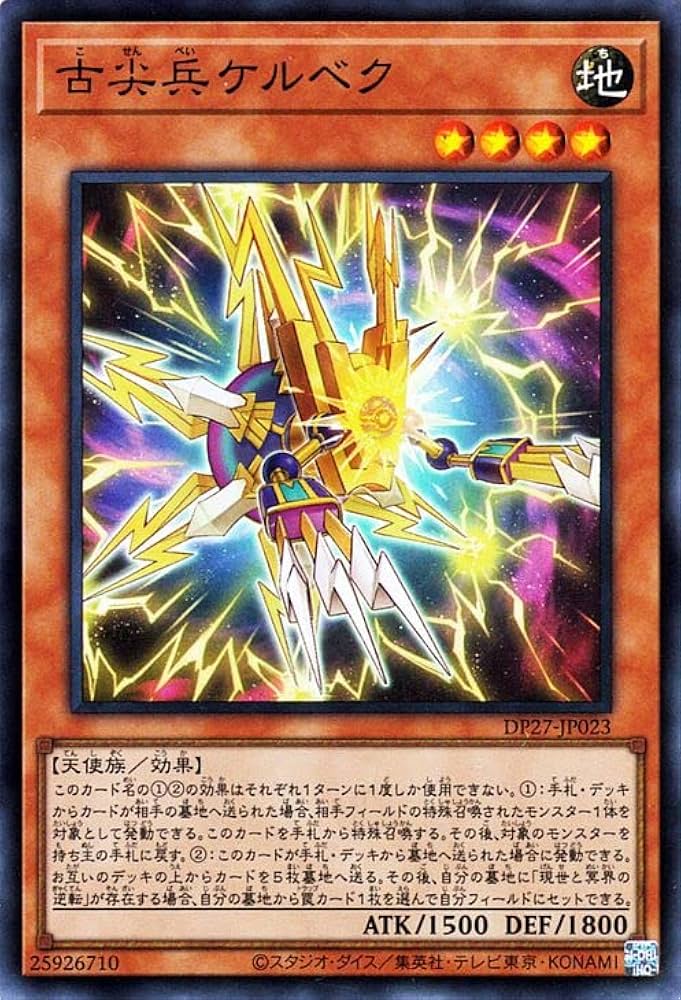 古尖兵ケルベク
地
DP27-JP023
【天使族/効果】
このカード名の①②の効果はそれぞれ1ターンに1度しか使用できない。①:手札・デッキ
からカードが相手の墓地へ送られた場合、相手フィールドの特殊召喚されたモンスター1体を
対象として発動できる。このカードを手札から特殊召喚する。その後、対象のモンスターを
持ち主の手札に戻す。②:このカードが手札・デッキから墓地へ送られた場合に発動できる。
お互いのデッキの上からカードを5枚墓地へ送る。その後、自分の墓地に「現世と冥界の
逆転」が存在する場合、自分の墓地から罠カード1枚を選んで自分フィールドにセットできる。
ATK/1500 DEF/1800
25926710 ©スタジオ・ダイス/集英社・テレビ東京・KONAMI